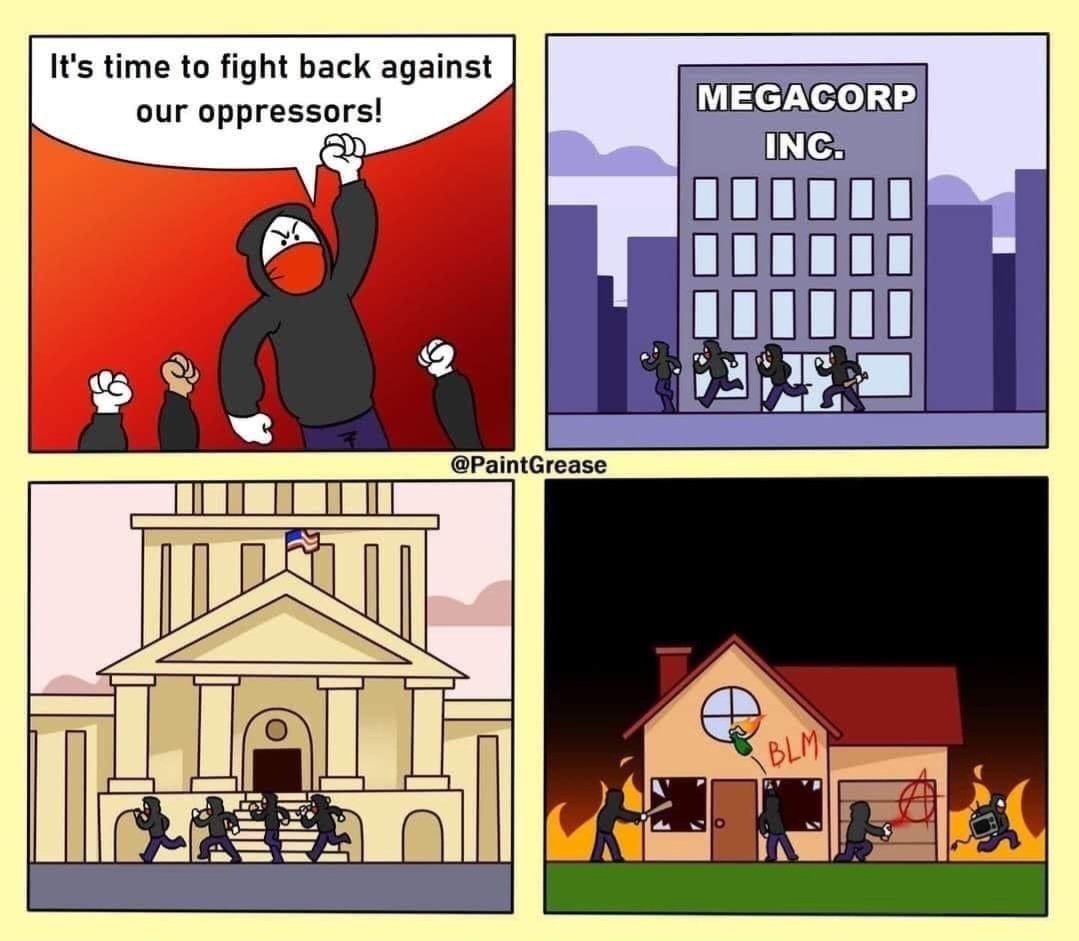 It's time to fight back against
our oppressors!
MEGACORP
INC.
@PaintGrease
BLM